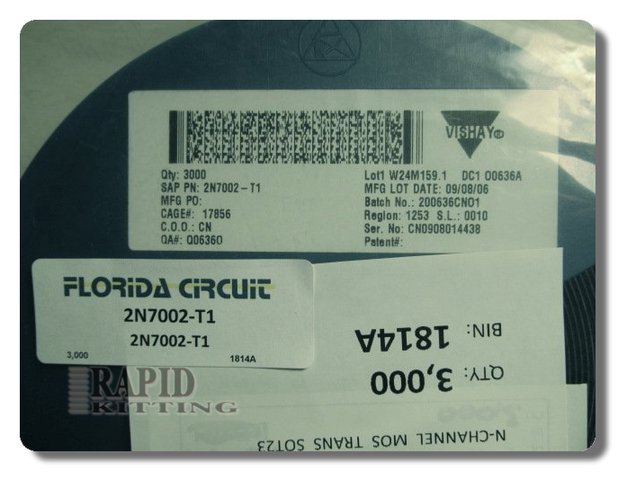 VISHAY
Qty: 3000
SAP PN: 2N7002-T1
MFG PO:
CAGE#: 17856
C.O.O.: CN
QA#: Q0636O
Lot1 W24M159.1 DC1 O0636A
MFG LOT DATE: 09/08/06
Batch No.: 200636CNO1
Region: 1253 S.L.: 0010
Ser. No: CN0908014438
Patent#:
FLORIDA CIRCUIT
2N7002-T1
2N7002-T1
3,000 1814A
BIN: 1814A
QTY: 3,000
N-CHANNEL MOS TRANS SOT23
RAPID
KITTING